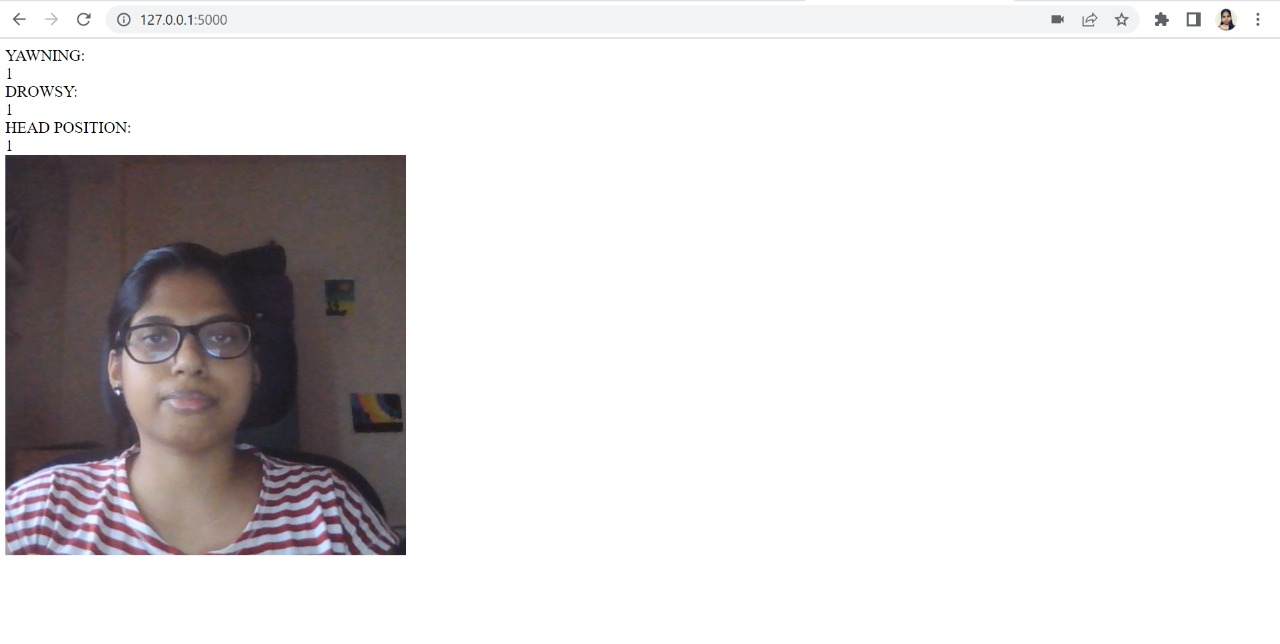 127.0.0.1:5000
YAWNING:
1
DROWSY:
1
HEAD POSITION:
1